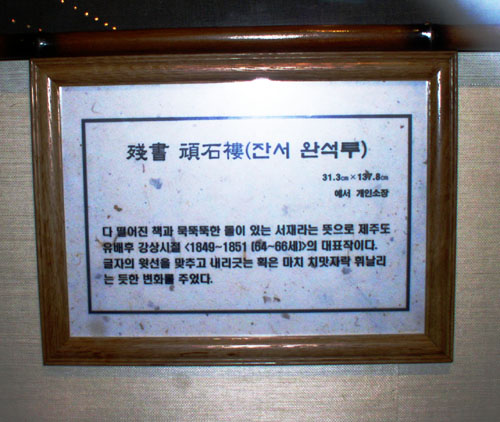 殘書 頑石褸(잔서 완석루)
31.3㎝×137.8㎝
예서 개인소장
다 떨어진 책과 묵뚝뚝한 돌이 있는 서재라는 뜻으로 제주도
유배후 강상시절 <1849~1851 (64~66세)>의 대표작이다.
글자의 윗선을 맞추고 내리긋는 획은 마치 치맛자락 휘날리
는 듯한 변화를 주었다.